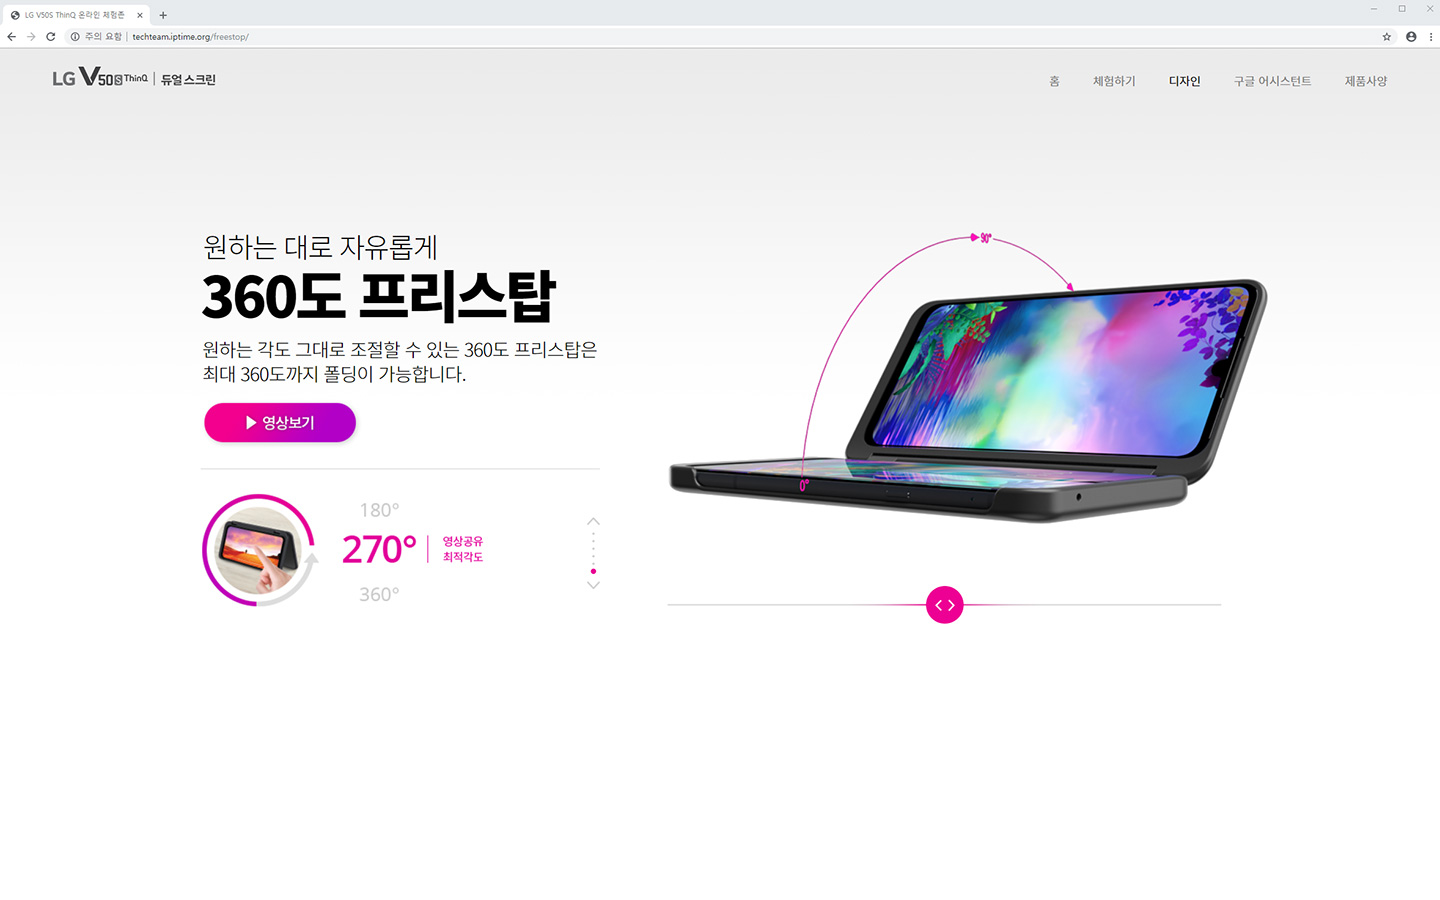 LG V50S ThinQ 온라인 체험존
주의 요함 | techteam.iptime.org/freestop/
LG V50S ThinQ | 듀얼 스크린
홈 체험하기 디자인 구글 어시스턴트 제품사양
원하는 대로 자유롭게
360도 프리스탑
원하는 각도 그대로 조절할 수 있는 360도 프리스탑은
최대 360도까지 폴딩이 가능합니다.
영상보기
180°
270° 영상공유
최적각도
360°
90°
0°